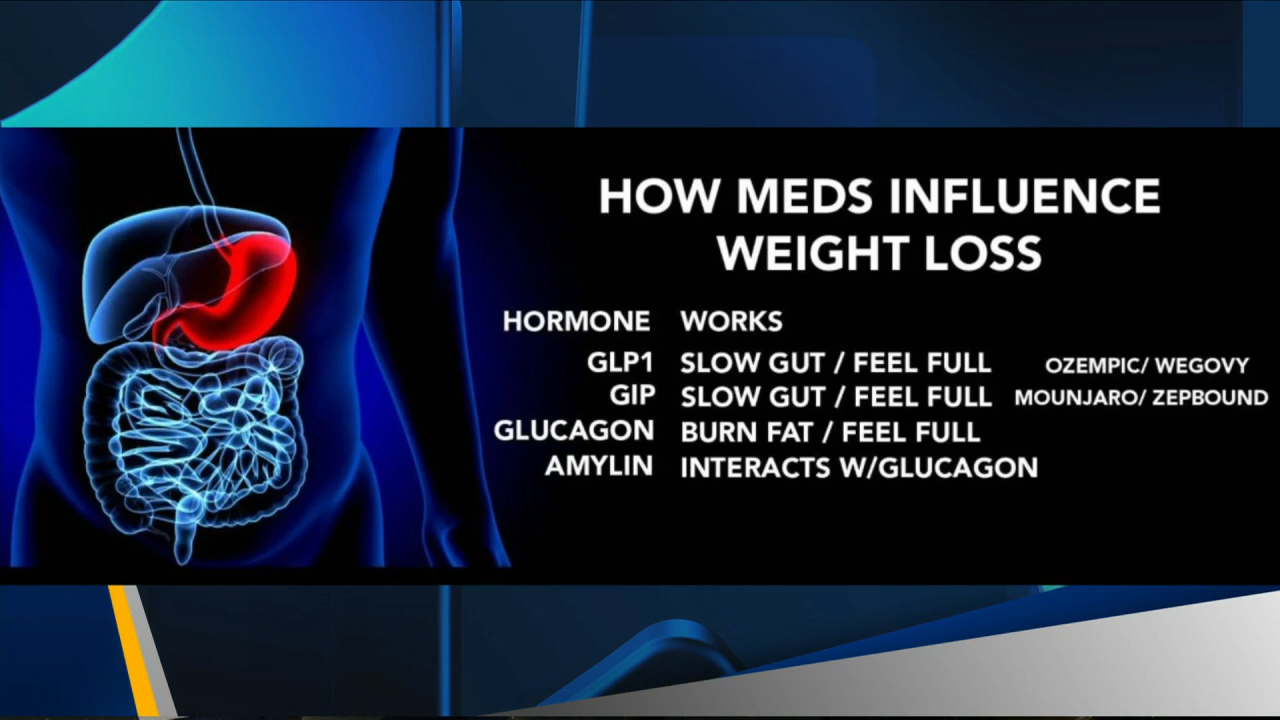 HOW MEDS INFLUENCE
WEIGHT LOSS
HORMONE WORKS
GLP1 SLOW GUT / FEEL FULL OZEMPIC/ WEGOVY
GIP SLOW GUT / FEEL FULL MOUNJARO/ ZEPBOUND
GLUCAGON BURN FAT / FEEL FULL
AMYLIN INTERACTS W/GLUCAGON